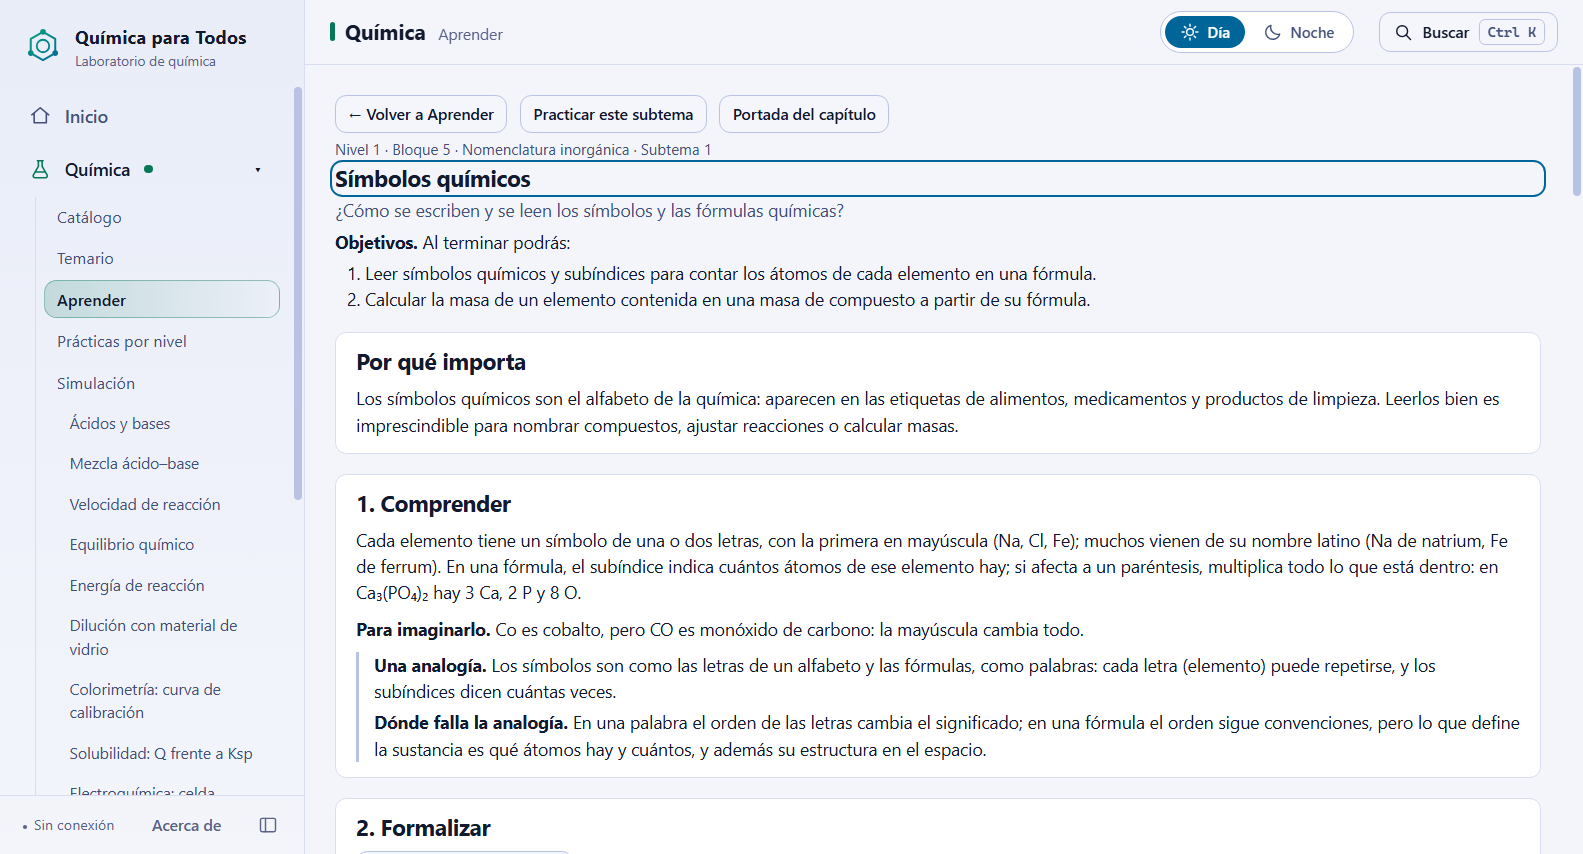 Química para Todos
Laboratorio de química
Inicio
Química
Catálogo
Temario
Aprender
Prácticas por nivel
Simulación
Ácidos y bases
Mezcla ácido–base
Velocidad de reacción
Equilibrio químico
Energía de reacción
Dilución con material de
vidrio
Colorimetría: curva de
calibración
Solubilidad: Q frente a Ksp
Electroquímica: celda
Sin conexión
Acerca de
Química Aprender
Día
Noche
Buscar Ctrl K
← Volver a Aprender
Practicar este subtema
Portada del capítulo
Nivel 1 · Bloque 5 · Nomenclatura inorgánica · Subtema 1
Símbolos químicos
¿Cómo se escriben y se leen los símbolos y las fórmulas químicas?
Objetivos. Al terminar podrás:
1. Leer símbolos químicos y subíndices para contar los átomos de cada elemento en una fórmula.
2. Calcular la masa de un elemento contenida en una masa de compuesto a partir de su fórmula.
Por qué importa
Los símbolos químicos son el alfabeto de la química: aparecen en las etiquetas de alimentos, medicamentos y productos de limpieza. Leerlos bien es
imprescindible para nombrar compuestos, ajustar reacciones o calcular masas.
1. Comprender
Cada elemento tiene un símbolo de una o dos letras, con la primera en mayúscula (Na, Cl, Fe); muchos vienen de su nombre latino (Na de natrium, Fe
de ferrum). En una fórmula, el subíndice indica cuántos átomos de ese elemento hay; si afecta a un paréntesis, multiplica todo lo que está dentro: en
Ca₃(PO₄)₂ hay 3 Ca, 2 P y 8 O.
Para imaginarlo. Co es cobalto, pero CO es monóxido de carbono: la mayúscula cambia todo.
Una analogía. Los símbolos son como las letras de un alfabeto y las fórmulas, como palabras: cada letra (elemento) puede repetirse, y los
subíndices dicen cuántas veces.
Dónde falla la analogía. En una palabra el orden de las letras cambia el significado; en una fórmula el orden sigue convenciones, pero lo que define
la sustancia es qué átomos hay y cuántos, y además su estructura en el espacio.
2. Formalizar